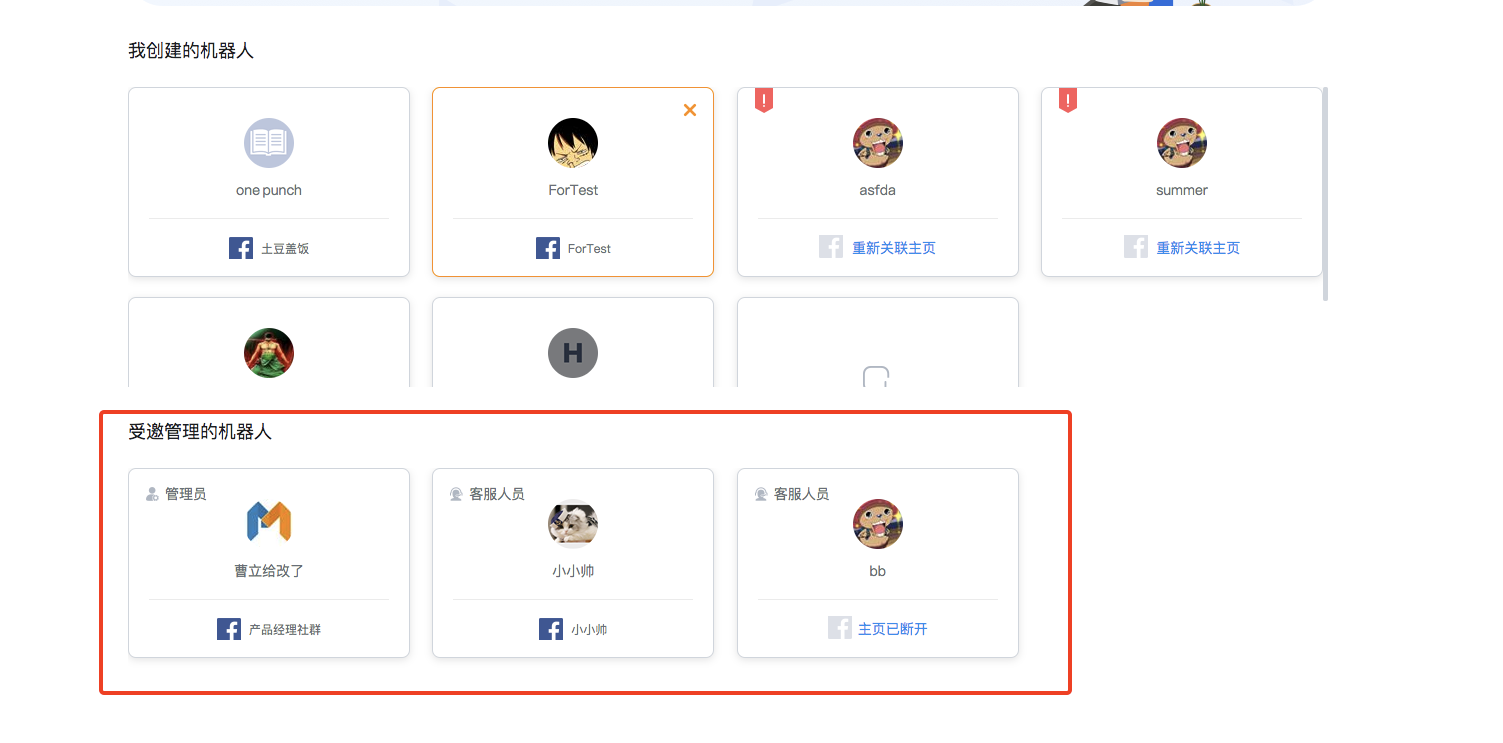 我创建的机器人
one punch
ForTest
asfda
summer
土豆盖饭
ForTest
重新关联主页
重新关联主页
H
受邀管理的机器人
管理员
客服人员
客服人员
曹立给改了
小小帅
bb
产品经理社群
小小帅
主页已断开